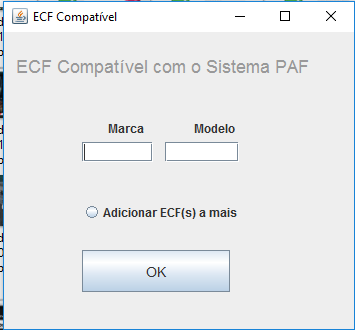 ECF Compatível
ECF Compatível com o Sistema PAF
Marca Modelo
Adicionar ECF(s) a mais
OK